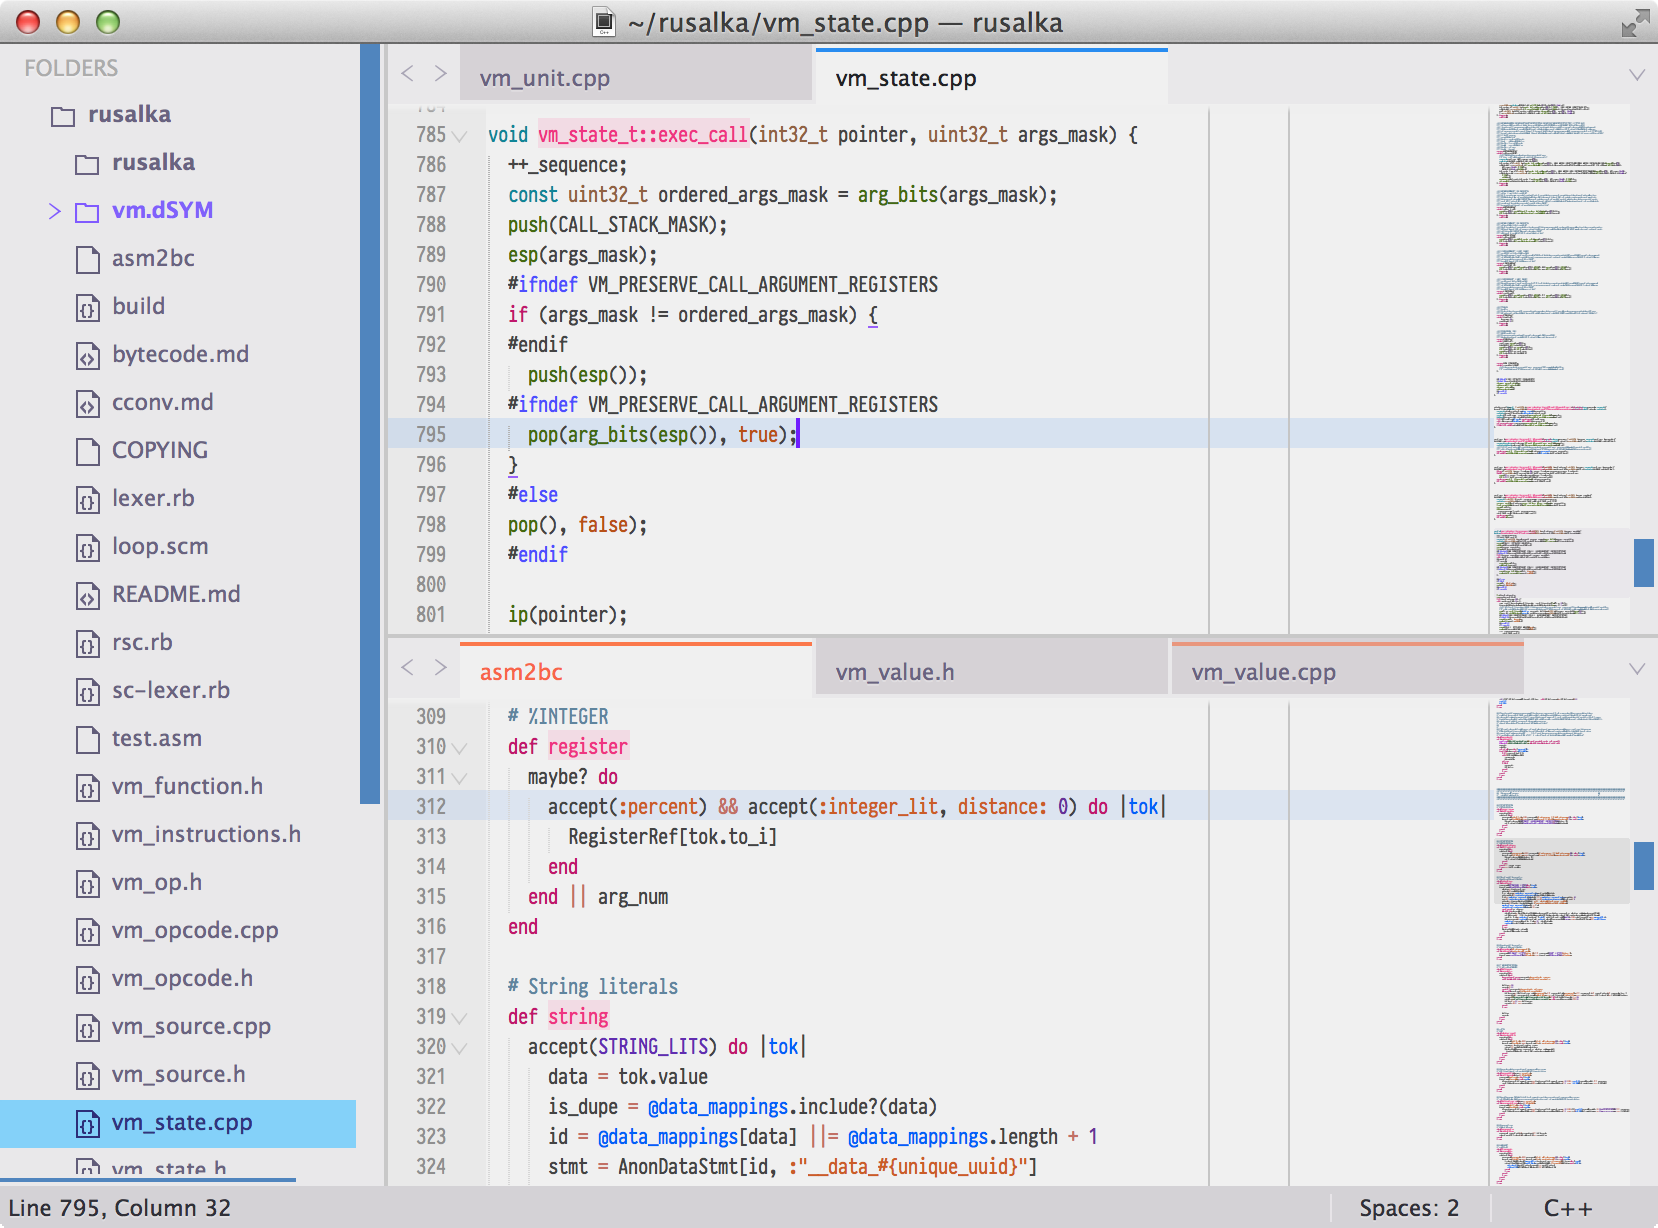 ~/rusalka/vm_state.cpp — rusalka
FOLDERS
rusalka
rusalka
vm.dSYM
asm2bc
build
bytecode.md
cconv.md
COPYING
lexer.rb
loop.scm
README.md
rsc.rb
sc-lexer.rb
test.asm
vm_function.h
vm_instructions.h
vm_op.h
vm_opcode.cpp
vm_opcode.h
vm_source.cpp
vm_source.h
vm_state.cpp
vm_state.h
vm_unit.cpp
vm_state.cpp
784
785 void vm_state_t::exec_call(int32_t pointer, uint32_t args_mask) {
786 ++_sequence;
787 const uint32_t ordered_args_mask = arg_bits(args_mask);
788 push(CALL_STACK_MASK);
789 esp(args_mask);
790 #ifndef VM_PRESERVE_CALL_ARGUMENT_REGISTERS
791 if (args_mask != ordered_args_mask) {
792 #endif
793 push(esp());
794 #ifndef VM_PRESERVE_CALL_ARGUMENT_REGISTERS
795 pop(arg_bits(esp()), true);
796 }
797 #else
798 pop(), false);
799 #endif
800
801 ip(pointer);
asm2bc
vm_value.h
vm_value.cpp
309 # %INTEGER
310 def register
311 maybe? do
312 accept(:percent) && accept(:integer_lit, distance: 0) do |tok|
313 RegisterRef[tok.to_i]
314 end
315 end || arg_num
316 end
317
318 # String literals
319 def string
320 accept(STRING_LITS) do |tok|
321 data = tok.value
322 is_dupe = @data_mappings.include?(data)
323 id = @data_mappings[data] ||= @data_mappings.length + 1
324 stmt = AnonDataStmt[id, :"__data_#{unique_uuid}"]
Line 795, Column 32
Spaces: 2
C++